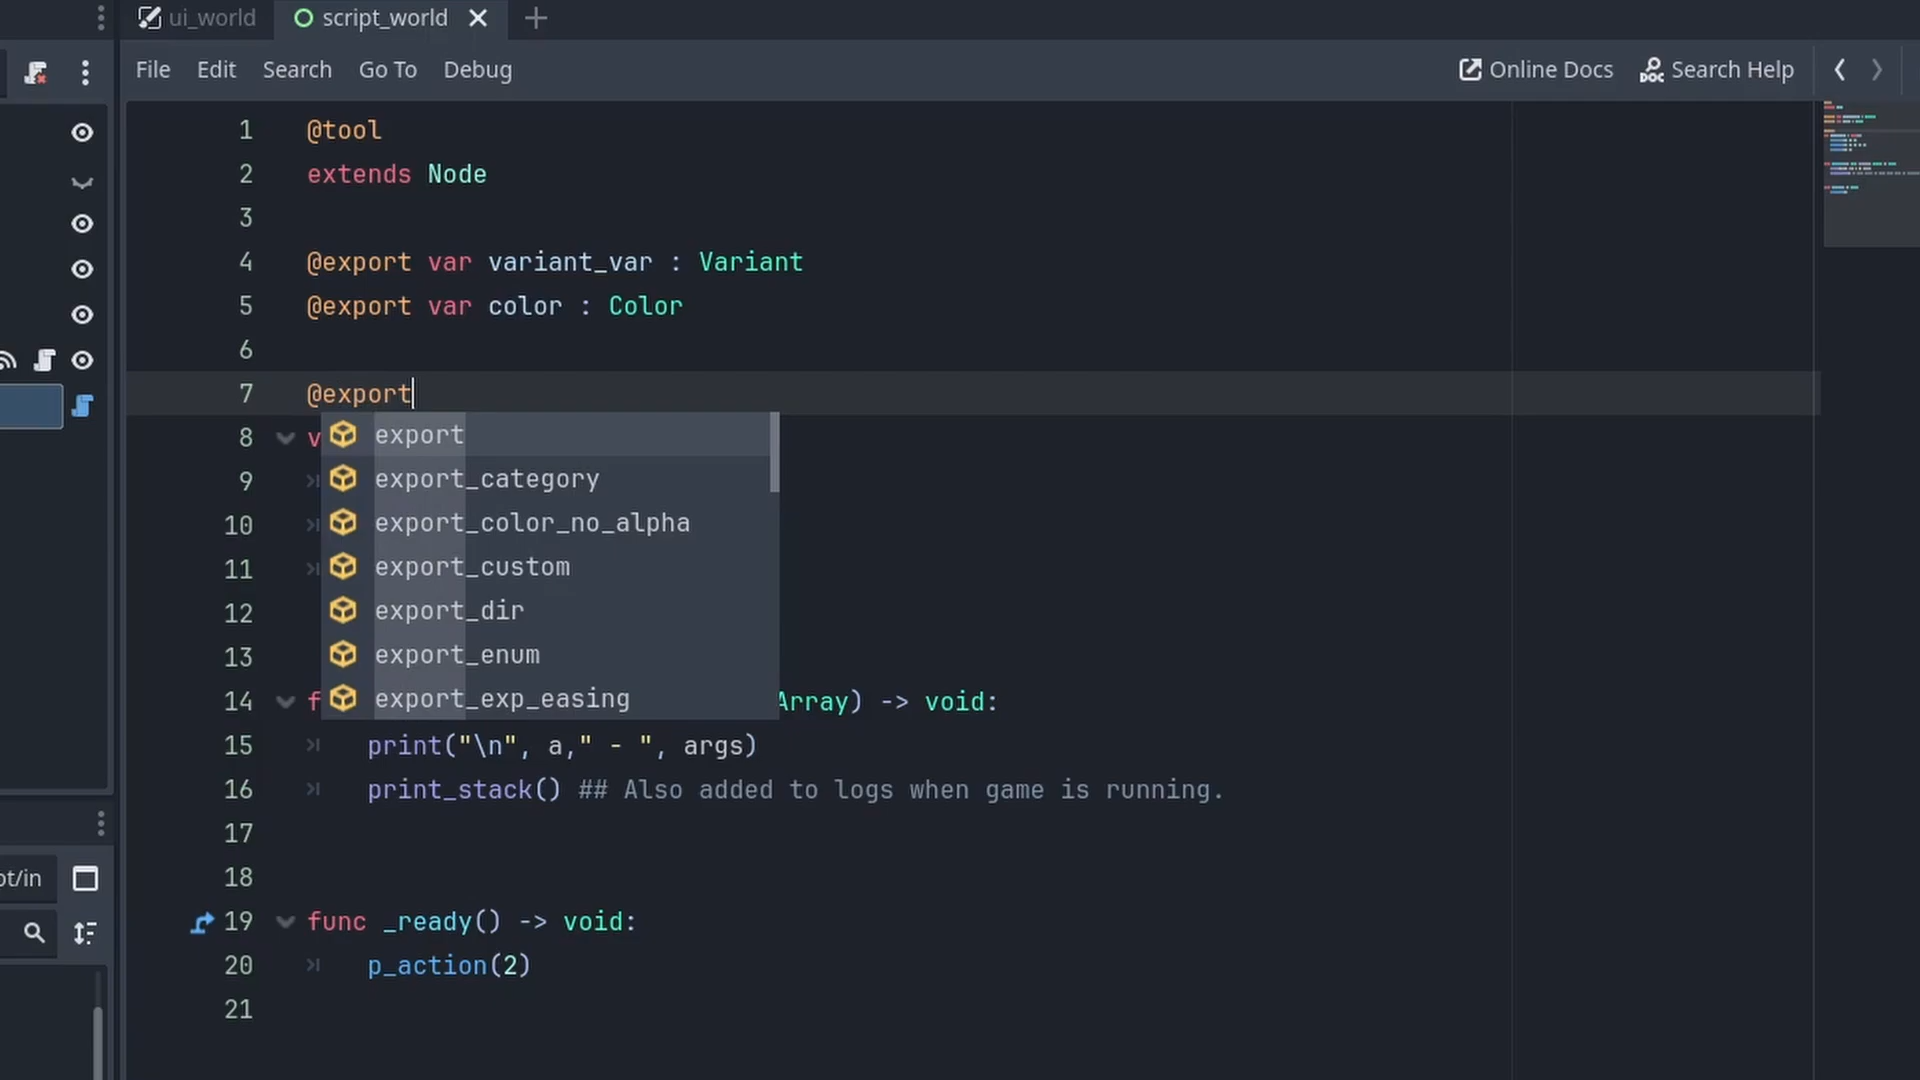 ui_world script_world
File Edit Search Go To Debug Online Docs Search Help
1 @tool
2 extends Node
3
4 @export var variant_var : Variant
5 @export var color : Color
6
7 @export
export
8 v
export_category
9
export_color_no_alpha
10
export_custom
11
export_dir
12
export_enum
13
export_exp_easing
14 f Array) -> void:
15 print("\n", a," - ", args)
16 print_stack() ## Also added to logs when game is running.
17
18
ot/in
19 func _ready() -> void:
20 p_action(2)
21